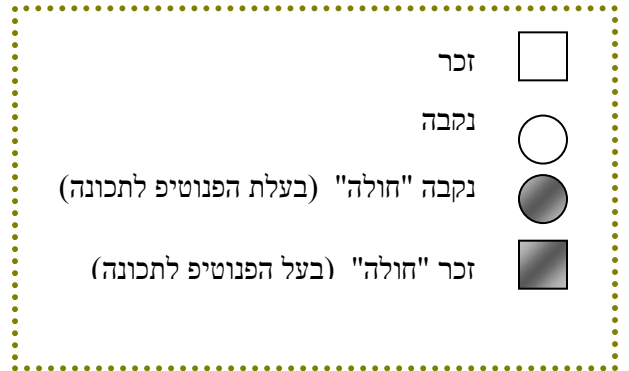 זכר
נקבה
נקבה "חולה" (בעלת הפנוטיפ לתכונה)
זכר "חולה" (בעל הפנוטיפ לתכונה)